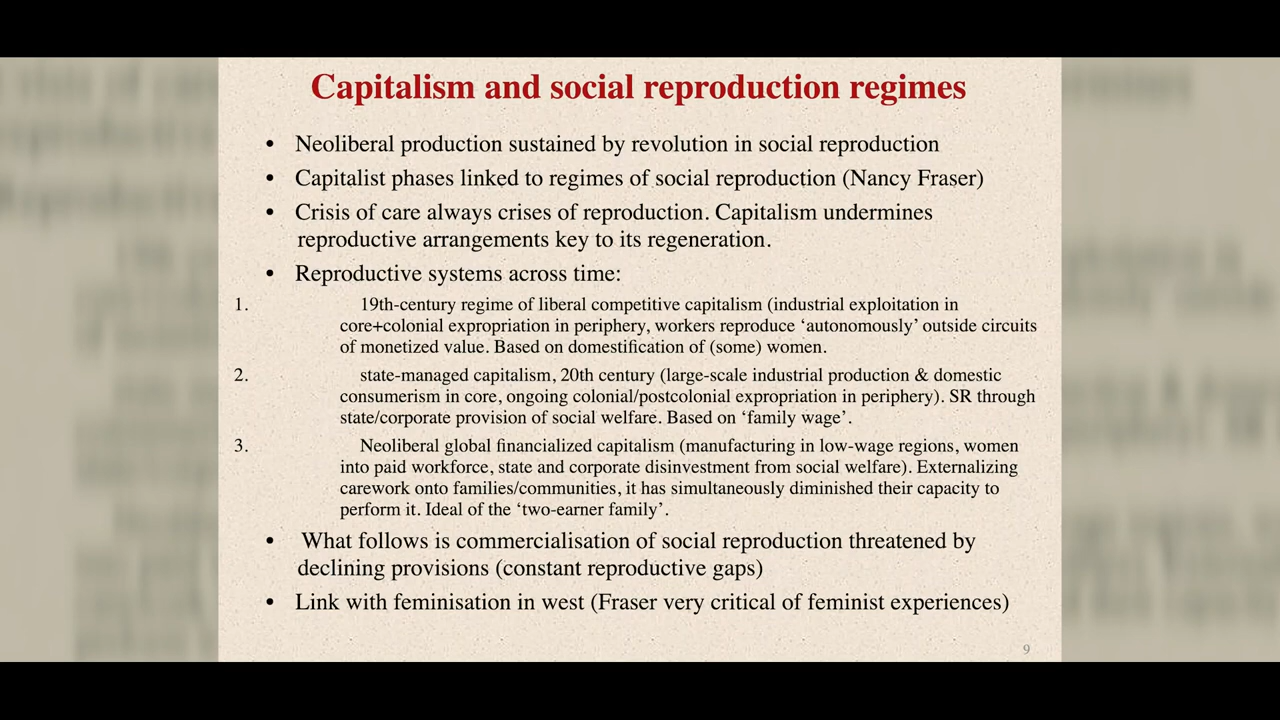 Capitalism and social reproduction regimes
• Neoliberal production sustained by revolution in social reproduction
• Capitalist phases linked to regimes of social reproduction (Nancy Fraser)
• Crisis of care always crises of reproduction. Capitalism undermines
reproductive arrangements key to its regeneration.
• Reproductive systems across time:
1. 19th-century regime of liberal competitive capitalism (industrial exploitation in
core+colonial expropriation in periphery, workers reproduce ‘autonomously’ outside circuits
of monetized value. Based on domestification of (some) women.
2. state-managed capitalism, 20th century (large-scale industrial production & domestic
consumerism in core, ongoing colonial/postcolonial expropriation in periphery). SR through
state/corporate provision of social welfare. Based on ‘family wage’.
3. Neoliberal global financialized capitalism (manufacturing in low-wage regions, women
into paid workforce, state and corporate disinvestment from social welfare). Externalizing
carework onto families/communities, it has simultaneously diminished their capacity to
perform it. Ideal of the ‘two-earner family’.
• What follows is commercialisation of social reproduction threatened by
declining provisions (constant reproductive gaps)
• Link with feminisation in west (Fraser very critical of feminist experiences)
9